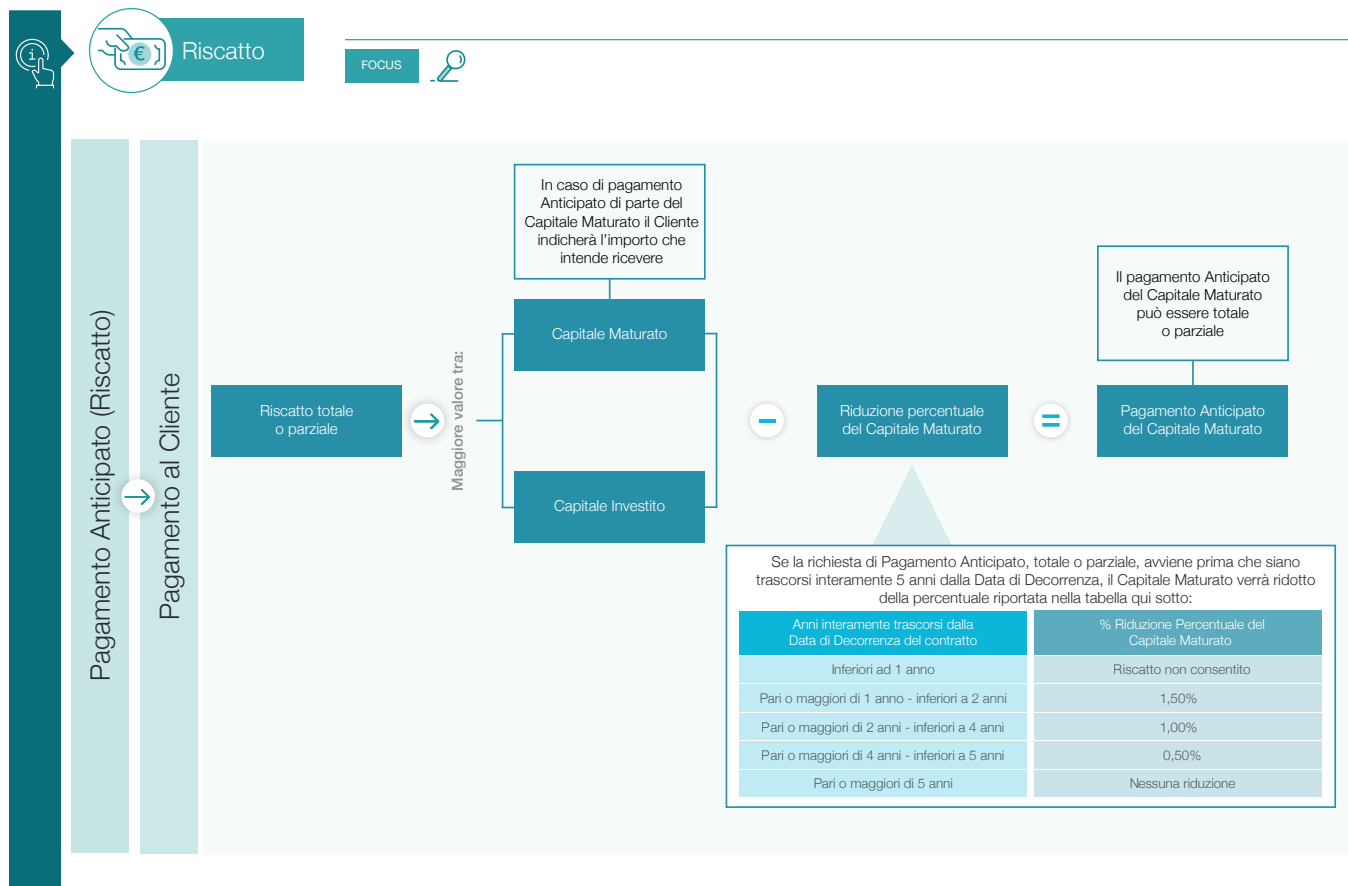 Riscatto
FOCUS
Pagamento Anticipato (Riscatto)
Pagamento al Cliente
Riscatto totale
o parziale
Maggiore valore tra:
In caso di pagamento
Anticipato di parte del
Capitale Maturato il Cliente
indicherà l'importo che
intende ricevere
Capitale Maturato
Capitale Investito
Riduzione percentuale
del Capitale Maturato
Il pagamento Anticipato
del Capitale Maturato
può essere totale
o parziale
Pagamento Anticipato
del Capitale Maturato
Se la richiesta di Pagamento Anticipato, totale o parziale, avviene prima che siano
trascorsi interamente 5 anni dalla Data di Decorrenza, il Capitale Maturato verrà ridotto
della percentuale riportata nella tabella qui sotto:
Anni interamente trascorsi dalla
Data di Decorrenza del contratto
% Riduzione Percentuale del
Capitale Maturato
Inferiori ad 1 anno
Riscatto non consentito
Pari o maggiori di 1 anno - inferiori a 2 anni
1,50%
Pari o maggiori di 2 anni - inferiori a 4 anni
1,00%
Pari o maggiori di 4 anni - inferiori a 5 anni
0,50%
Pari o maggiori di 5 anni
Nessuna riduzione